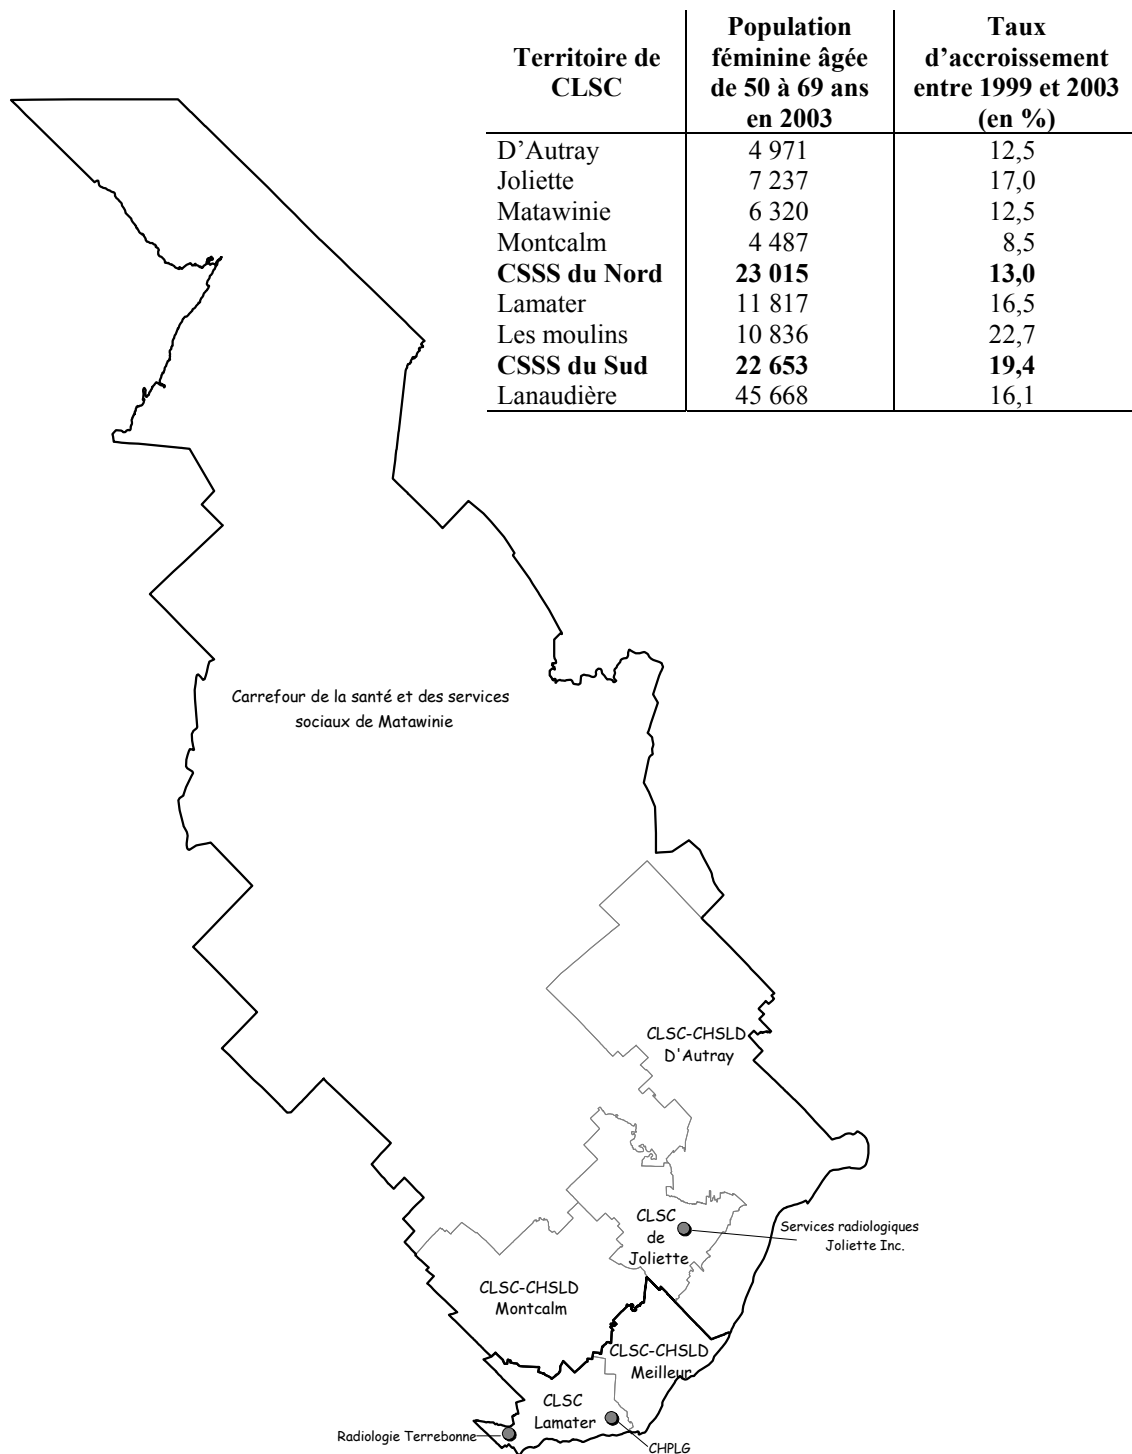 Territoire de CLSC | Population féminine âgée de 50 à 69 ans en 2003 | Taux d’accroissement entre 1999 et 2003 (en %)
D’Autray 4 971 12,5
Joliette 7 237 17,0
Matawinie 6 320 12,5
Montcalm 4 487 8,5
CSSS du Nord 23 015 13,0
Lamater 11 817 16,5
Les moulins 10 836 22,7
CSSS du Sud 22 653 19,4
Lanaudière 45 668 16,1
Carrefour de la santé et des services
sociaux de Matawinie
CLSC-CHSLD
D'Autray
CLSC
de
Joliette
Services radiologiques
Joliette Inc.
CLSC-CHSLD
Montcalm
CLSC-CHSLD
Meilleur
CLSC
Lamater
Radiologie Terrebonne
CHPLG